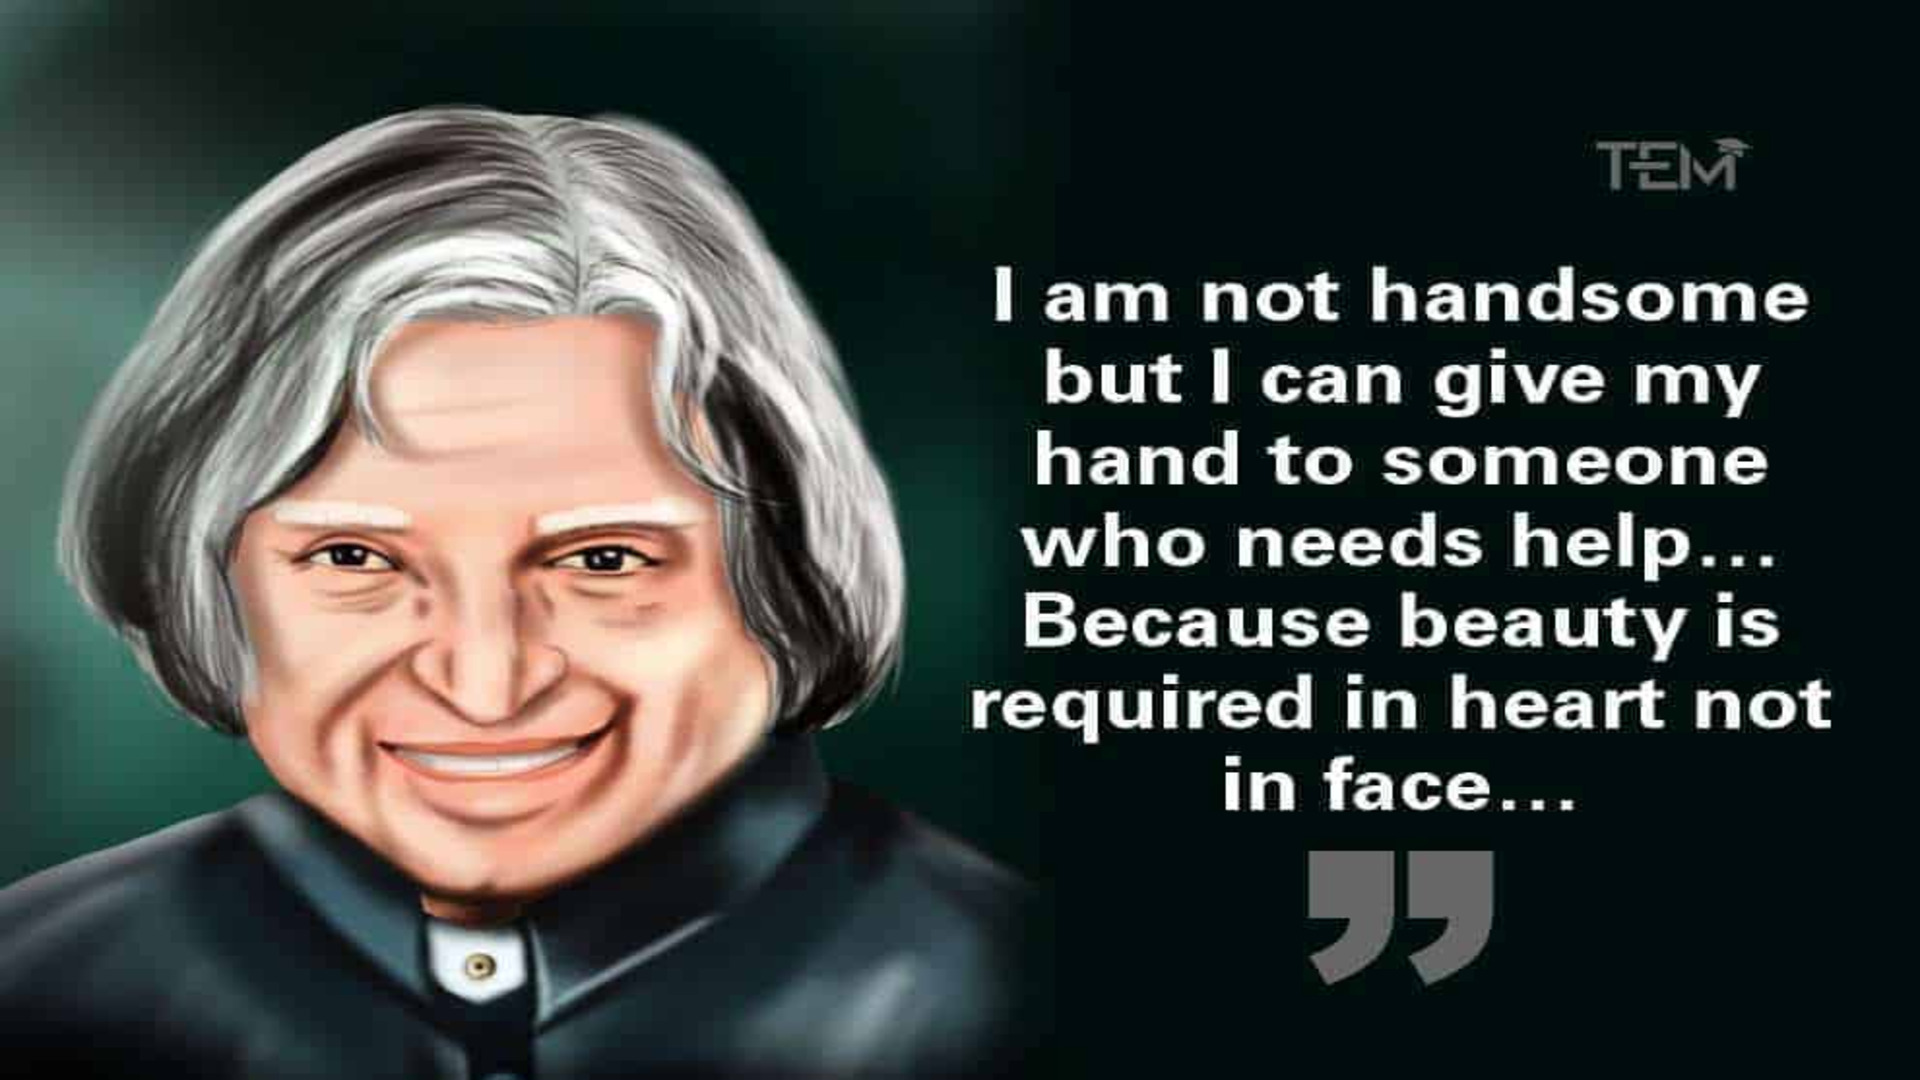 TEM
I am not handsome
but I can give my
hand to someone
who needs help...
Because beauty is
required in heart not
in face...
”